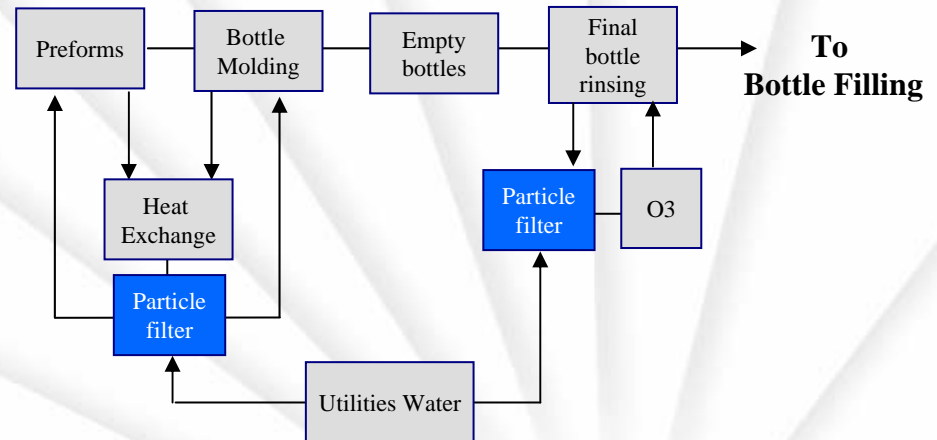 Preforms
Bottle
Molding
Empty
bottles
Final
bottle
rinsing
To
Bottle Filling
Heat
Exchange
Particle
filter
O3
Particle
filter
Utilities Water